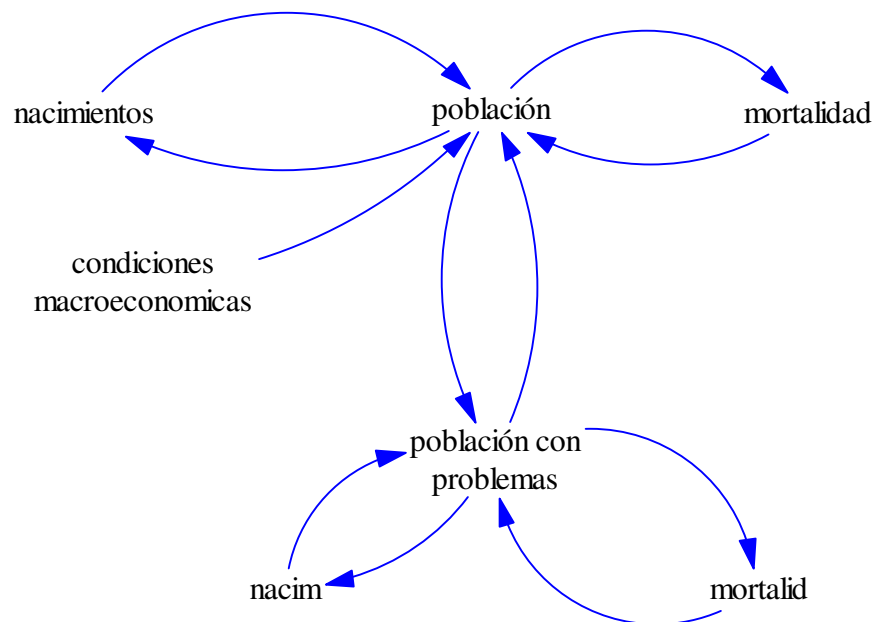 nacimientos
población
mortalidad
condiciones
macroeconomicas
población con
problemas
nacim
mortalid